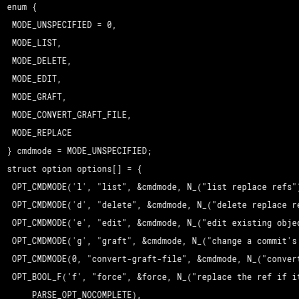 enum {
MODE_UNSPECIFIED = 0,
MODE_LIST,
MODE_DELETE,
MODE_EDIT,
MODE_GRAFT,
MODE_CONVERT_GRAFT_FILE,
MODE_REPLACE
} cmdmode = MODE_UNSPECIFIED;
struct option options[] = {
OPT_CMDMODE('l', "list", &cmdmode, N_("list replace refs")
OPT_CMDMODE('d', "delete", &cmdmode, N_("delete replace re
OPT_CMDMODE('e', "edit", &cmdmode, N_("edit existing objec
OPT_CMDMODE('g', "graft", &cmdmode, N_("change a commit's
OPT_CMDMODE(0, "convert-graft-file", &cmdmode, N_("convert
OPT_BOOL_F('f', "force", &force, N_("replace the ref if it
PARSE_OPT_NOCOMPLETE),